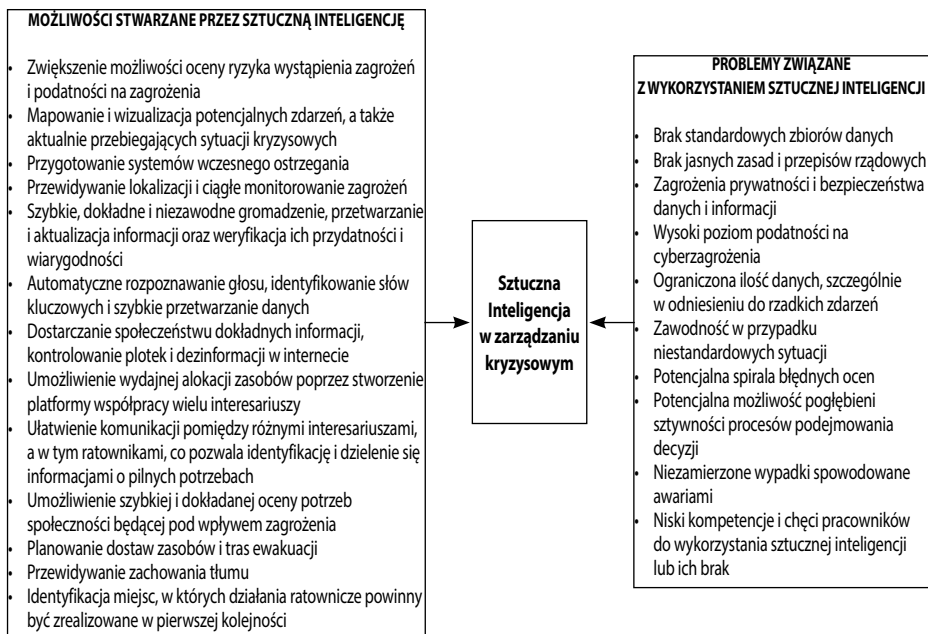 MOŻLIWOŚCI STWARZANE PRZEZ SZTUCZNĄ INTELIGENCJĘ
• Zwiększenie możliwości oceny ryzyka wystąpienia zagrożeń
i podatności na zagrożenia
• Mapowanie i wizualizacja potencjalnych zdarzeń, a także
aktualnie przebiegających sytuacji kryzysowych
• Przygotowanie systemów wczesnego ostrzegania
• Przewidywanie lokalizacji i ciągłe monitorowanie zagrożeń
• Szybkie, dokładne i niezawodne gromadzenie, przetwarzanie
i aktualizacja informacji oraz weryfikacja ich przydatności i
wiarygodności
• Automatyczne rozpoznawanie głosu, identyfikowanie słów
kluczowych i szybkie przetwarzanie danych
• Dostarczanie społeczeństwu dokładnych informacji,
kontrolowanie plotek i dezinformacji w internecie
• Umożliwienie wydajnej alokacji zasobów poprzez stworzenie
platformy współpracy wielu interesariuszy
• Ułatwienie komunikacji pomiędzy różnymi interesariuszami,
a w tym ratownikami, co pozwala identyfikację i dzielenie się
informacjami o pilnych potrzebach
• Umożliwienie szybkiej i dokładanej oceny potrzeb
społeczności będącej pod wpływem zagrożenia
• Planowanie dostaw zasobów i tras ewakuacji
• Przewidywanie zachowania tłumu
• Identyfikacja miejsc, w których działania ratownicze powinny
być zrealizowane w pierwszej kolejności
Sztuczna
Inteligencja
w zarządzaniu
kryzysowym
PROBLEMY ZWIĄZANE
Z WYKORZYSTANIEM SZTUCZNEJ INTELIGENCJI
• Brak standardowych zbiorów danych
• Brak jasnych zasad i przepisów rządowych
• Zagrożenia prywatności i bezpieczeństwa
danych i informacji
• Wysoki poziom podatności na
cyberzagrożenia
• Ograniczona ilość danych, szczególnie
w odniesieniu do rzadkich zdarzeń
• Zawodność w przypadku
niestandardowych sytuacji
• Potencjalna spirala błędnych ocen
• Potencjalna możliwość pogłębieni
sztywności procesów podejmowania
decyzji
• Niezamierzone wypadki spowodowane
awariami
• Niski kompetencje i chęci pracowników
do wykorzystania sztucznej inteligencji
lub ich brak